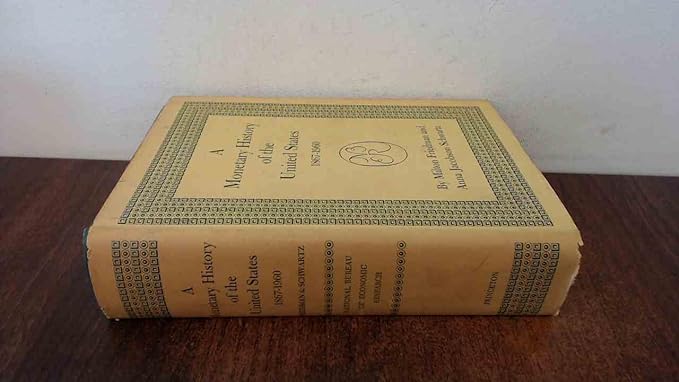 A
Monetary History
of the
United States
1867-1960
By Milton Friedman and
Anna Jacobson Schwartz
A
Monetary History
of the
United States
1867-1960
FRIEDMAN & SCHWARTZ
NATIONAL BUREAU
OF ECONOMIC
RESEARCH
PRINCETON